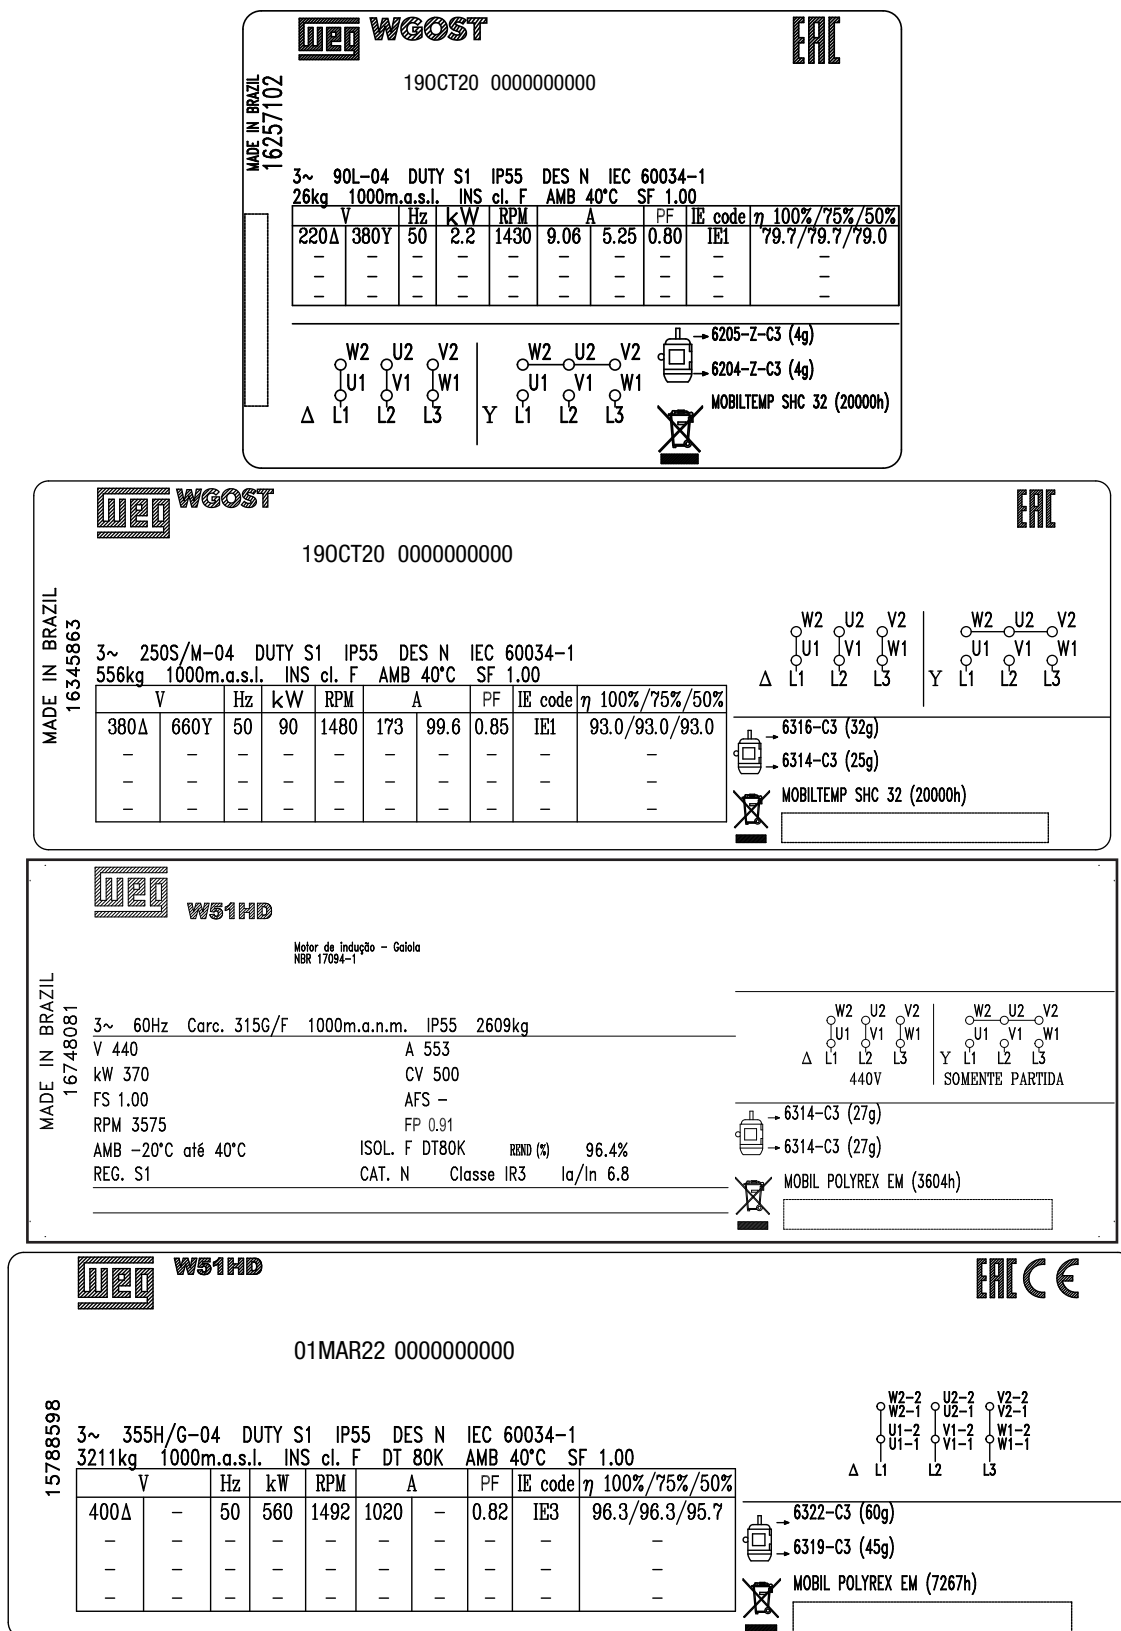 WEG WGOST EAC
19OCT20 0000000000
MADE IN BRAZIL
16257102
3~ 90L-04 DUTY S1 IP55 DES N IEC 60034-1
26kg 1000m.a.s.l. INS cl. F AMB 40°C SF 1.00
V Hz kW RPM A PF IE code η 100%/75%/50%
220Δ 380Y 50 2.2 1430 9.06 5.25 0.80 IE1 79.7/79.7/79.0
– – – – – – – – – –
– – – – – – – – – –
– – – – – – – – – –
W2 U2 V2 W2 U2 V2
U1 V1 W1 U1 V1 W1
Δ L1 L2 L3 Y L1 L2 L3
6205-Z-C3 (4g)
6204-Z-C3 (4g)
MOBILTEMP SHC 32 (20000h)
WEG WGOST EAC
19OCT20 0000000000
MADE IN BRAZIL
16345863
3~ 250S/M-04 DUTY S1 IP55 DES N IEC 60034-1
556kg 1000m.a.s.l. INS cl. F AMB 40°C SF 1.00
V Hz kW RPM A PF IE code η 100%/75%/50%
380Δ 660Y 50 90 1480 173 99.6 0.85 IE1 93.0/93.0/93.0
– – – – – – – – – –
– – – – – – – – – –
– – – – – – – – – –
W2 U2 V2 W2 U2 V2
U1 V1 W1 U1 V1 W1
Δ L1 L2 L3 Y L1 L2 L3
6316-C3 (32g)
6314-C3 (25g)
MOBILTEMP SHC 32 (20000h)
WEG W51HD
Motor de indução - Gaiola
NBR 17094-1
MADE IN BRAZIL
16748081
3~ 60Hz Carc. 315G/F 1000m.a.n.m. IP55 2609kg
V 440 A 553
kW 370 CV 500
FS 1.00 AFS –
RPM 3575 FP 0.91
AMB -20°C até 40°C ISOL. F DT80K REND (%) 96.4%
REG. S1 CAT. N Classe IR3 Ia/In 6.8
W2 U2 V2 W2 U2 V2
U1 V1 W1 U1 V1 W1
Δ L1 L2 L3 Y L1 L2 L3
440V SOMENTE PARTIDA
6314-C3 (27g)
6314-C3 (27g)
MOBIL POLYREX EM (3604h)
WEG W51HD EAC CE
01MAR22 0000000000
15788598
3~ 355H/G-04 DUTY S1 IP55 DES N IEC 60034-1
3211kg 1000m.a.s.l. INS cl. F DT 80K AMB 40°C SF 1.00
V Hz kW RPM A PF IE code η 100%/75%/50%
400Δ – 50 560 1492 1020 – 0.82 IE3 96.3/96.3/95.7
– – – – – – – – – –
– – – – – – – – – –
– – – – – – – – – –
W2-2 U2-2 V2-2
W2-1 U2-1 V2-1
U1-2 V1-2 W1-2
U1-1 V1-1 W1-1
Δ L1 L2 L3
6322-C3 (60g)
6319-C3 (45g)
MOBIL POLYREX EM (7267h)